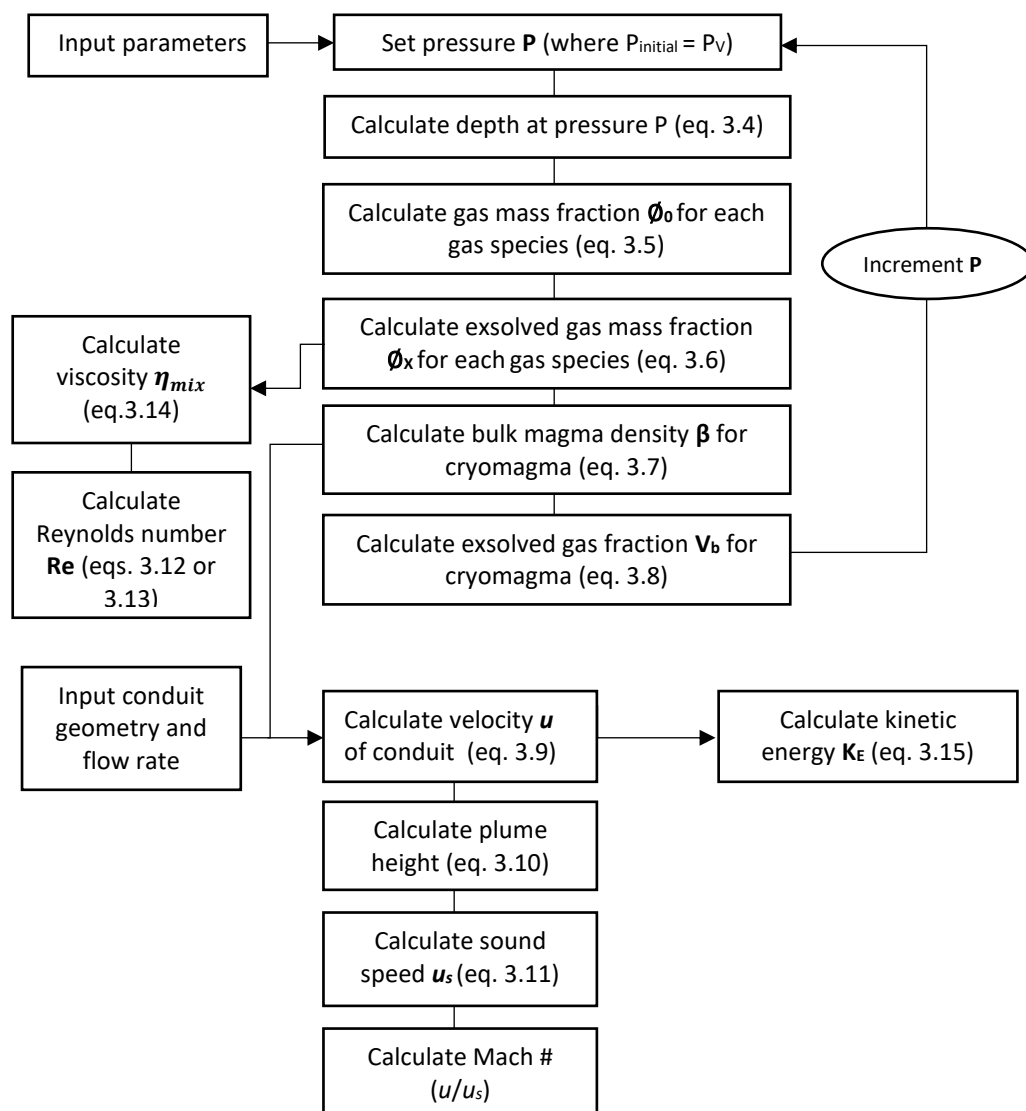 Input parameters
Set pressure P (where Pinitial = PV)
Calculate depth at pressure P (eq. 3.4)
Calculate gas mass fraction Ø0 for each
gas species (eq. 3.5)
Increment P
Calculate exsolved gas mass fraction
ØX for each gas species (eq. 3.6)
Calculate
viscosity ηmix
(eq.3.14)
Calculate bulk magma density β for
cryomagma (eq. 3.7)
Calculate
Reynolds number
Re (eqs. 3.12 or
3.13)
Calculate exsolved gas fraction Vb for
cryomagma (eq. 3.8)
Input conduit
geometry and
flow rate
Calculate velocity u
of conduit (eq. 3.9)
Calculate kinetic
energy KE (eq. 3.15)
Calculate plume
height (eq. 3.10)
Calculate sound
speed us (eq. 3.11)
Calculate Mach #
(u/us)